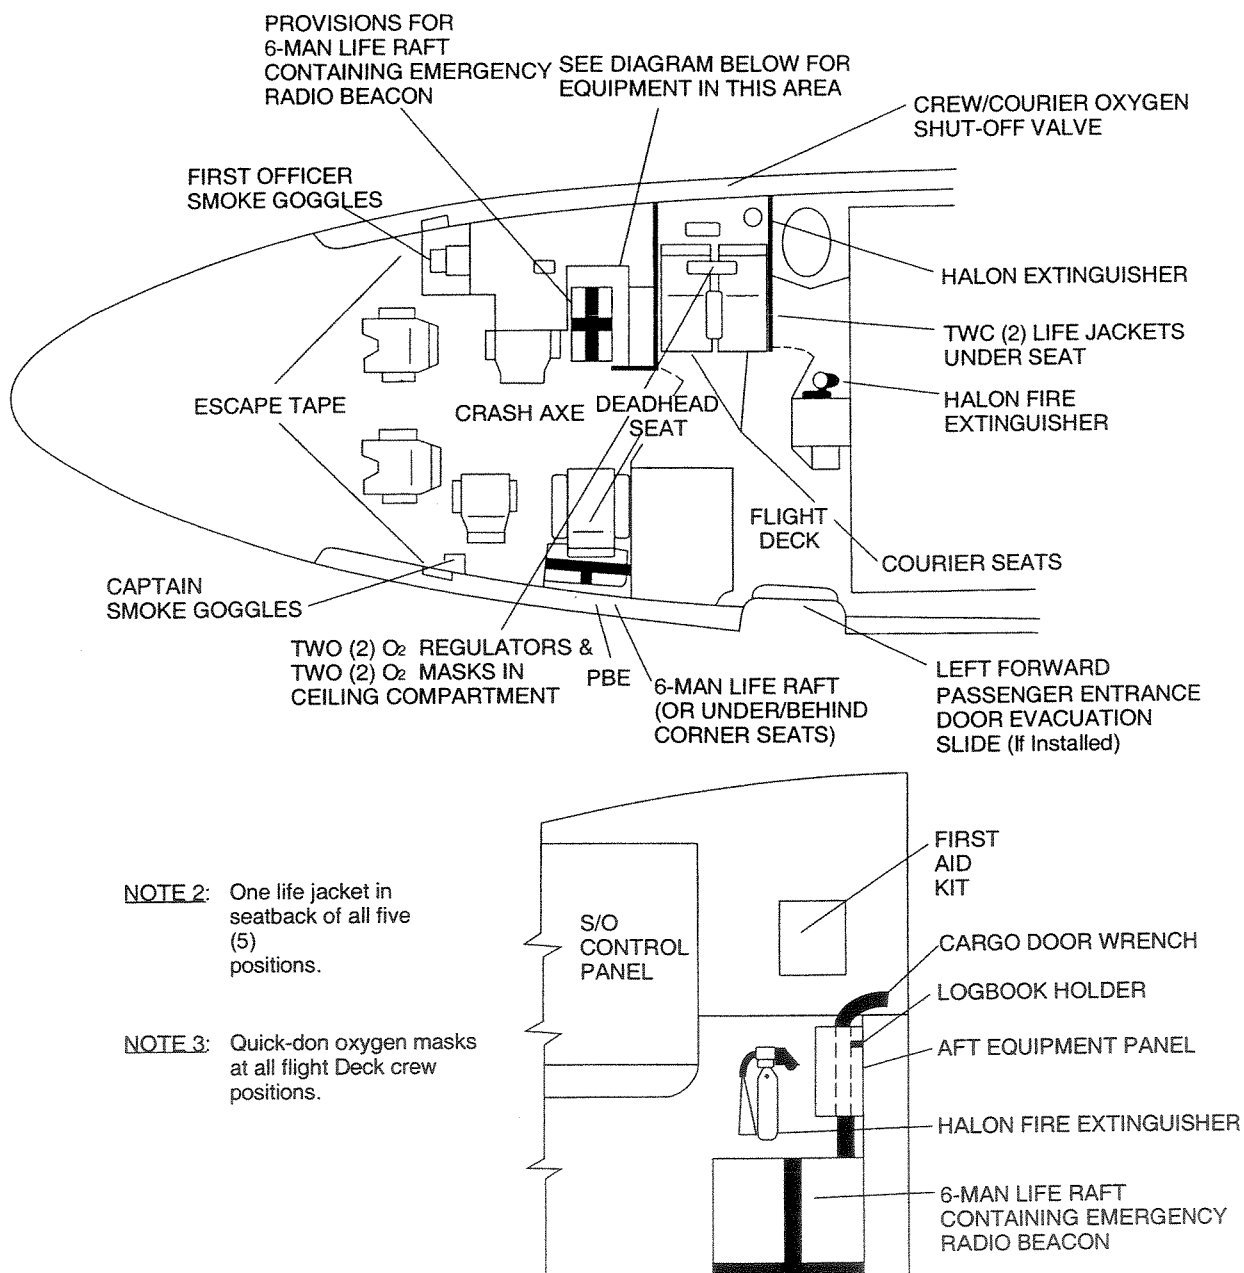 PROVISIONS FOR
6-MAN LIFE RAFT
CONTAINING EMERGENCY
RADIO BEACON
SEE DIAGRAM BELOW FOR
EQUIPMENT IN THIS AREA
CREW/COURIER OXYGEN
SHUT-OFF VALVE
FIRST OFFICER
SMOKE GOGGLES
HALON EXTINGUISHER
TWC (2) LIFE JACKETS
UNDER SEAT
HALON FIRE
EXTINGUISHER
ESCAPE TAPE
CRASH AXE
DEADHEAD
SEAT
FLIGHT
DECK
COURIER SEATS
CAPTAIN
SMOKE GOGGLES
TWO (2) O2 REGULATORS &
TWO (2) O2 MASKS IN
CEILING COMPARTMENT
PBE
6-MAN LIFE RAFT
(OR UNDER/BEHIND
CORNER SEATS)
LEFT FORWARD
PASSENGER ENTRANCE
DOOR EVACUATION
SLIDE (If Installed)
NOTE 2: One life jacket in
seatback of all five
(5)
positions.
NOTE 3: Quick-don oxygen masks
at all flight Deck crew
positions.
S/O
CONTROL
PANEL
FIRST
AID
KIT
CARGO DOOR WRENCH
LOGBOOK HOLDER
AFT EQUIPMENT PANEL
HALON FIRE EXTINGUISHER
6-MAN LIFE RAFT
CONTAINING EMERGENCY
RADIO BEACON